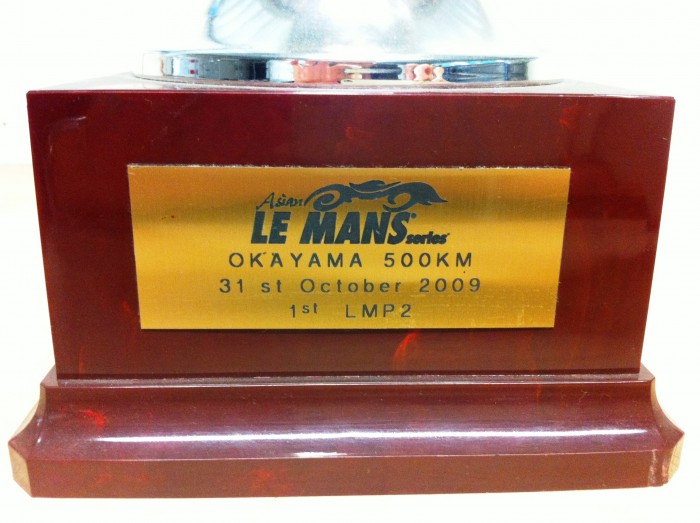 Asian
LE MANS series
OKAYAMA 500KM
31 st October 2009
1st LMP2